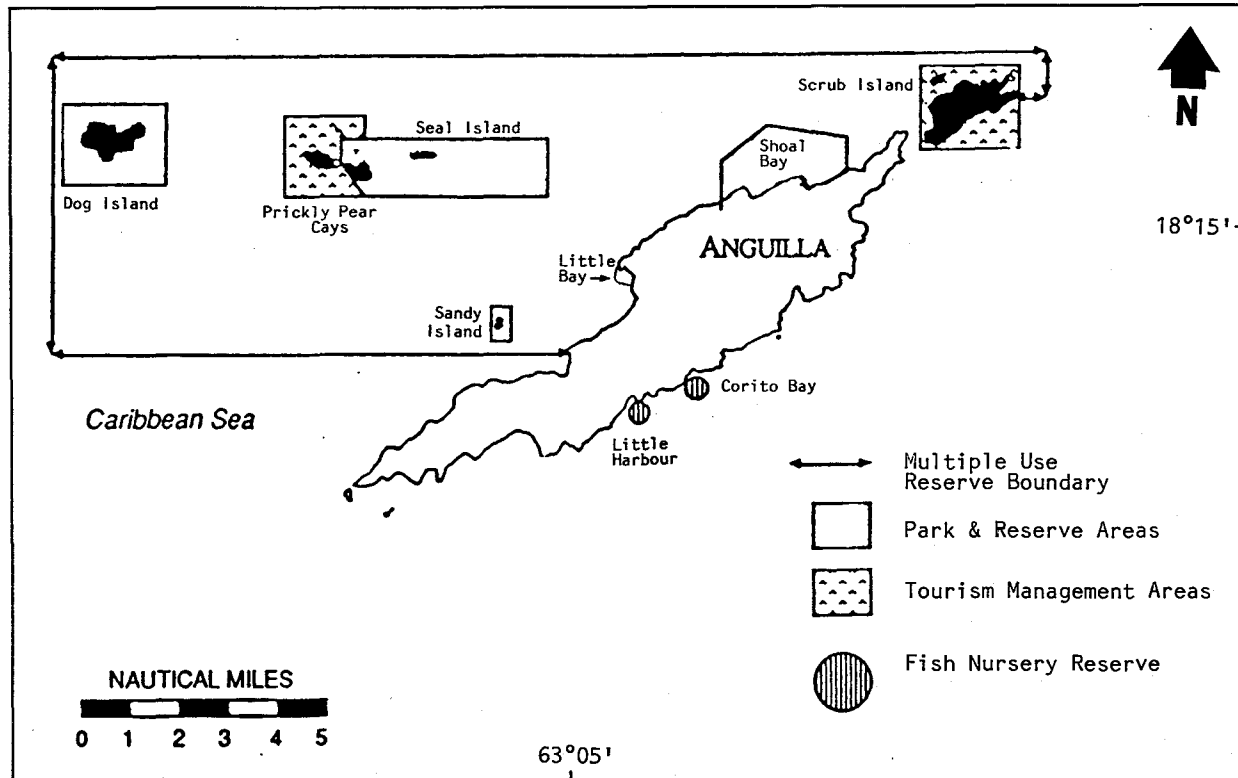 Scrub Island
N
Seal Island
Shoal
Bay
Dog Island
Prickly Pear
Cays
18°15'
ANGUILLA
Little
Bay
Sandy
Island
Corito Bay
Caribbean Sea
Little
Harbour
Multiple Use
Reserve Boundary
Park & Reserve Areas
Tourism Management Areas
Fish Nursery Reserve
NAUTICAL MILES
0 1 2 3 4 5
63°05'